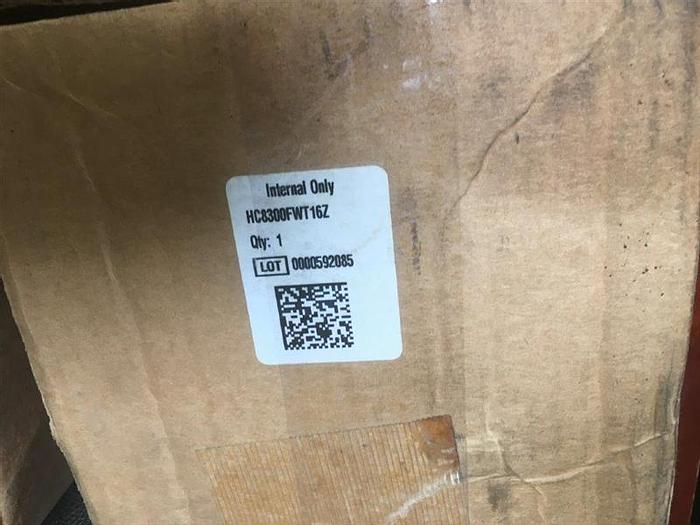 Internal Only
HC8300FWT16Z
Qty: 1
LOT 0000592085